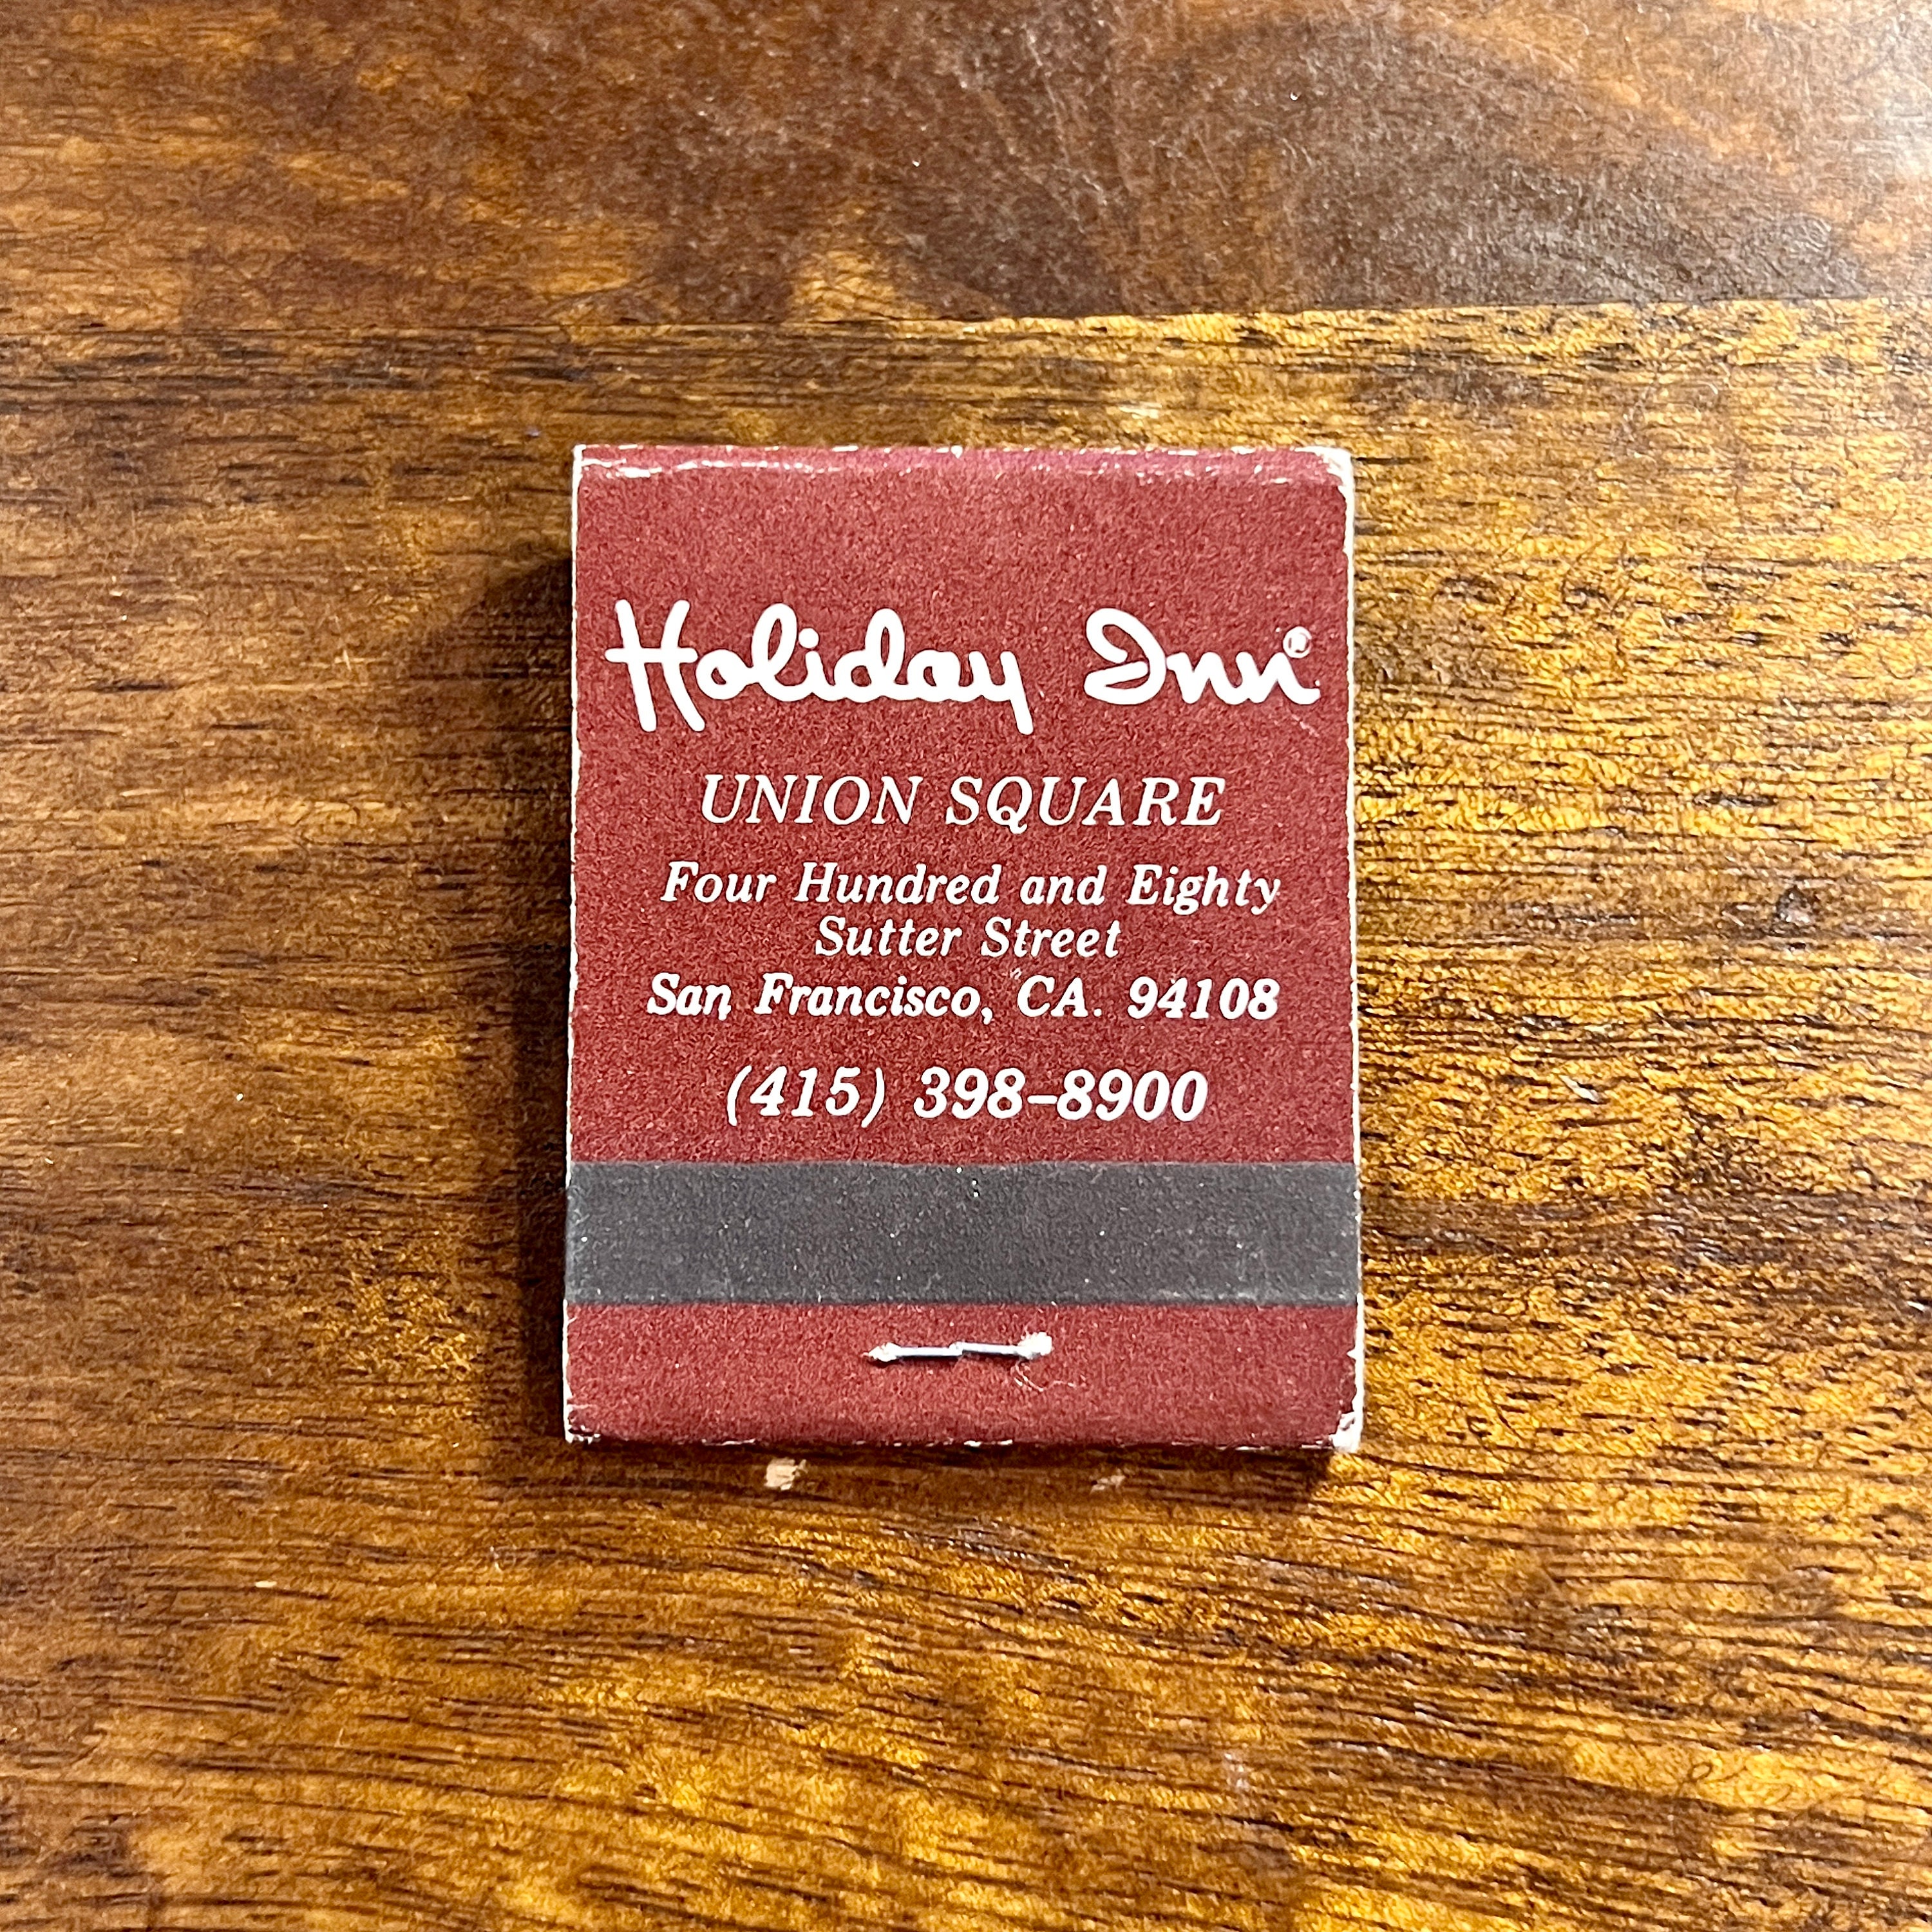 Holiday Inn®
UNION SQUARE
Four Hundred and Eighty
Sutter Street
San Francisco, CA. 94108
(415) 398-8900